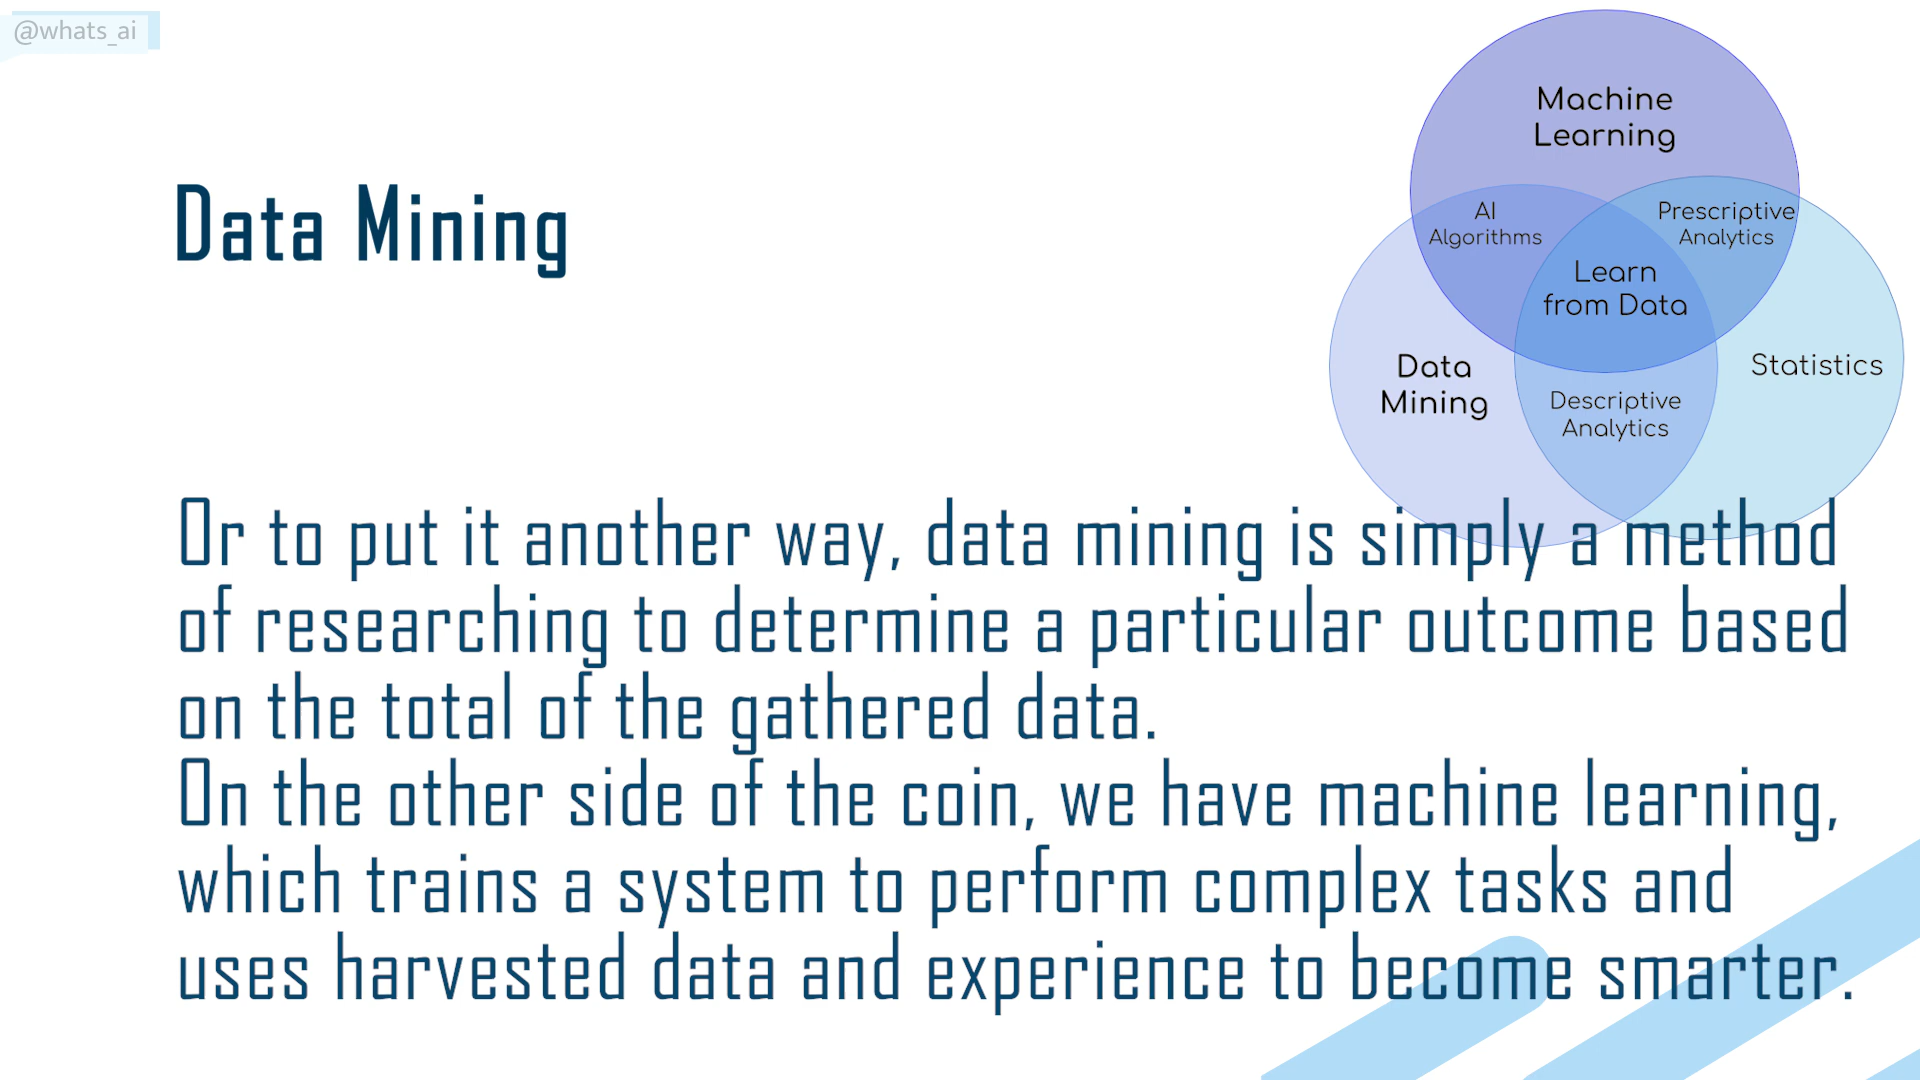 @whats_ai
Machine
Learning
AI
Algorithms
Prescriptive
Analytics
Learn
from Data
Data
Mining
Statistics
Descriptive
Analytics
Data Mining
Or to put it another way, data mining is simply a method
of researching to determine a particular outcome based
on the total of the gathered data.
On the other side of the coin, we have machine learning,
which trains a system to perform complex tasks and
uses harvested data and experience to become smarter.